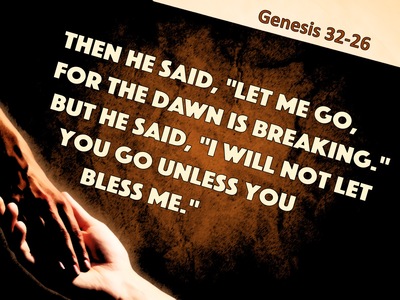 Genesis 32-26
THEN HE SAID, "LET ME GO,
FOR THE DAWN IS BREAKING."
BUT HE SAID, "I WILL NOT LET
YOU GO UNLESS YOU
BLESS ME."